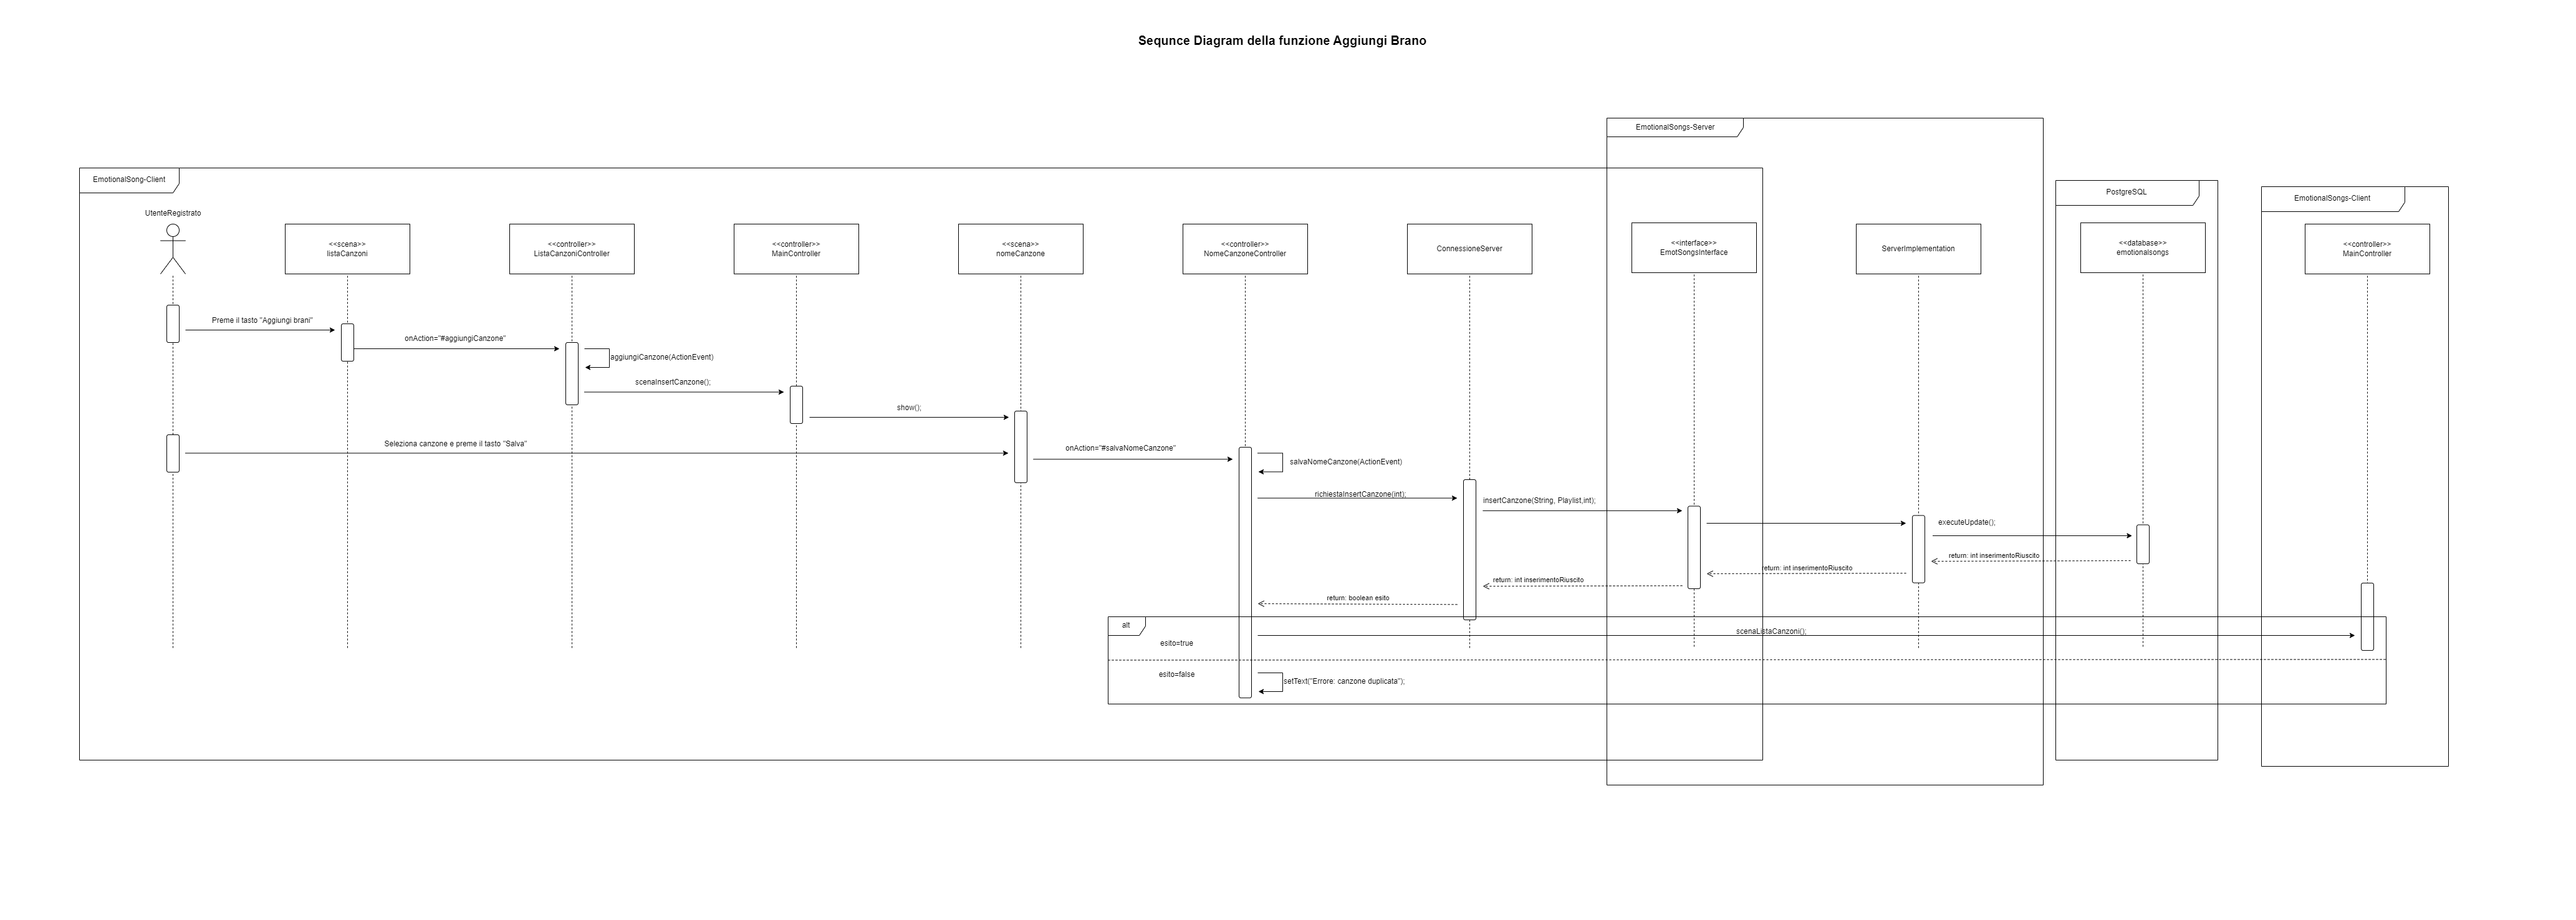 Sequnce Diagram della funzione Aggiungi Brano
EmotionalSongs-Server
EmotionalSong-Client
PostgreSQL
EmotionalSongs-Client
UtenteRegistrato
<<scena>>
listaCanzoni
<<controller>>
ListaCanzoniController
<<controller>>
MainController
<<scena>>
nomeCanzone
<<controller>>
NomeCanzoneController
ConnessioneServer
<<interface>>
EmotSongsInterface
ServerImplementation
<<database>>
emotionalsongs
<<controller>>
MainController
Preme il tasto "Aggiungi brani"
onAction="#aggiungiCanzone"
aggiungiCanzone(ActionEvent)
scenaInsertCanzone();
show();
Seleziona canzone e preme il tasto "Salva"
onAction="#salvaNomeCanzone"
salvaNomeCanzone(ActionEvent)
richiestaInsertCanzone(int);
insertCanzone(String, Playlist,int);
executeUpdate();
return: int inserimentoRiuscito
return: int inserimentoRiuscito
return: int inserimentoRiuscito
return: boolean esito
alt
scenaListaCanzoni();
esito=true
esito=false
setText("Errore: canzone duplicata");